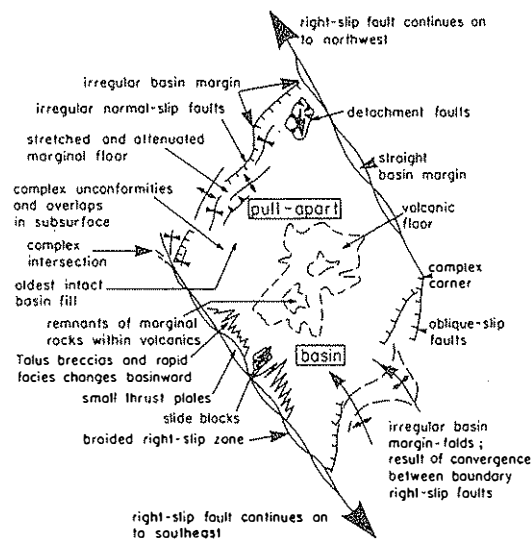 right-slip fault continues on
to northwest
irregular basin margin
irregular normal-slip faults
detachment faults
stretched and attenuated
marginal floor
straight
basin margin
complex unconformities
and overlaps
in subsurface
pull-apart
volcanic
floor
complex
intersection
complex
corner
oldest intact
basin fill
oblique-slip
faults
remnants of marginal
rocks within volcanics
basin
Talus breccias and rapid
facies changes basinward
small thrust plates
slide blocks
braided right-slip zone
irregular basin
margin-folds ;
result of convergence
between boundary
right-slip faults
right-slip fault continues on
to southeast